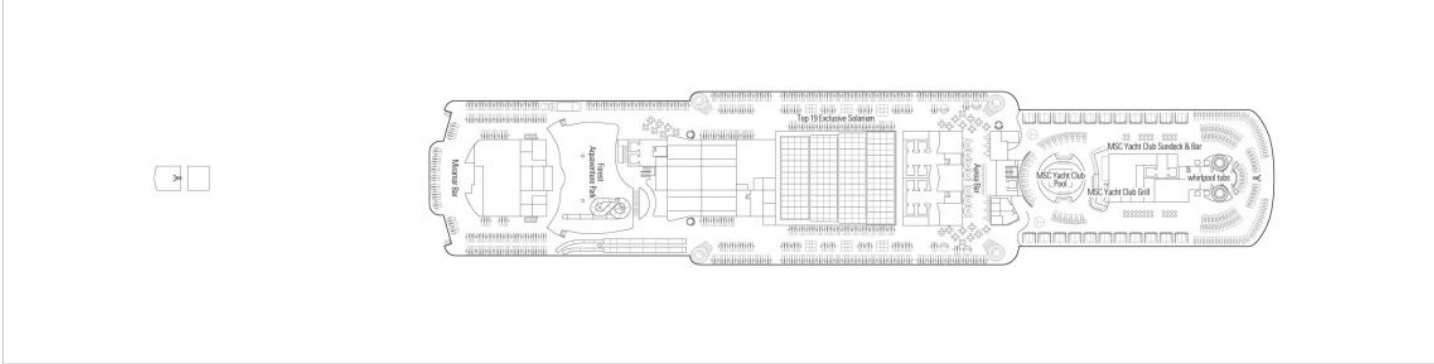 Miramar Bar
Forest
Aquaventure Park
Top 19 Exclusive Solarium
Aurea Bar
MSC Yacht Club
Pool
MSC Yacht Club Sundeck & Bar
MSC Yacht Club Grill
whirlpool tubs